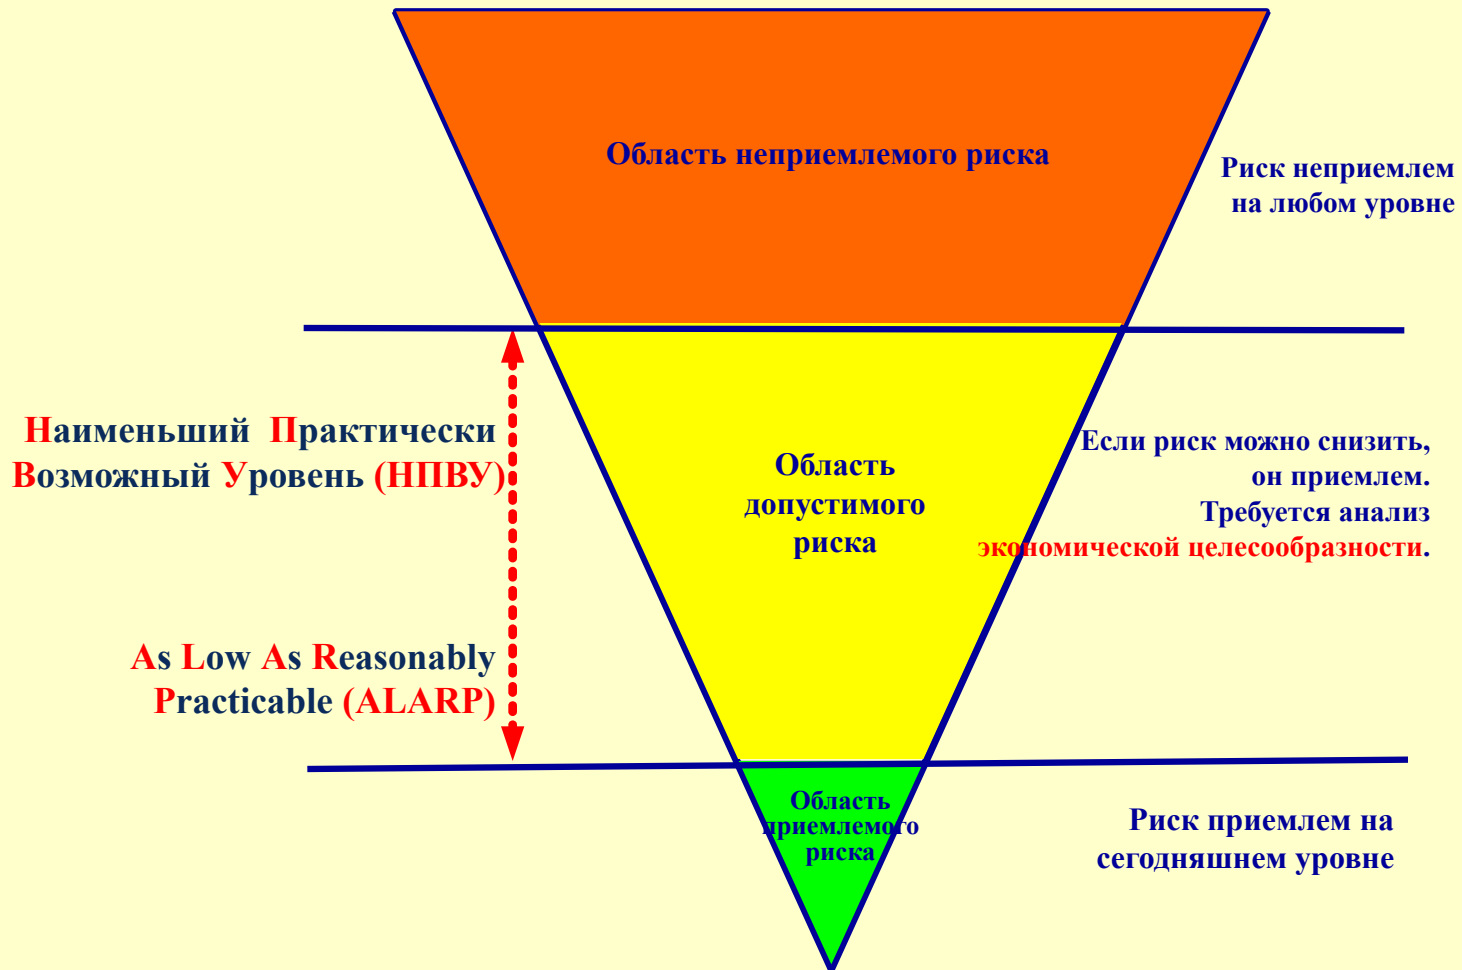 Область неприемлемого риска
Риск неприемлем
на любом уровне
Наименьший Практически
Возможный Уровень (НПВУ)
As Low As Reasonably
Practicable (ALARP)
Область
допустимого
риска
Если риск можно снизить,
он приемлем.
Требуется анализ
экономической целесообразности.
Область
приемлемого
риска
Риск приемлем на
сегодняшнем уровне